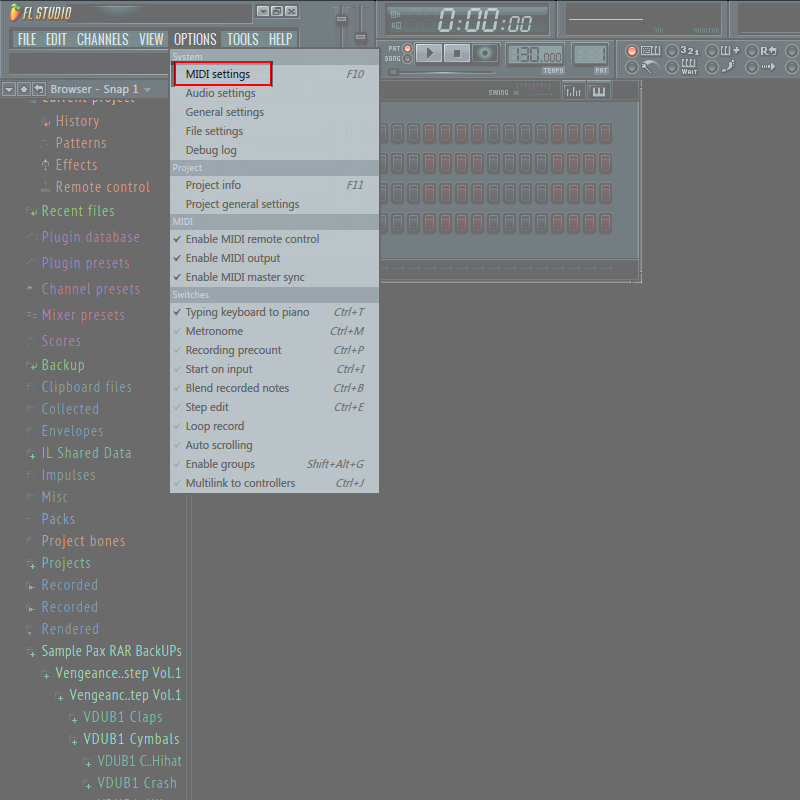 FL STUDIO
FILE EDIT CHANNELS VIEW OPTIONS TOOLS HELP
0:00:00
MONITOR
PAT
SONG
130.000
TEMPO
PAT
3 2 1
WAIT
Browser - Snap 1
SWING
System
MIDI settings F10
Audio settings
General settings
File settings
Debug log
Project
Project info F11
Project general settings
MIDI
Enable MIDI remote control
Enable MIDI output
Enable MIDI master sync
Switches
Typing keyboard to piano Ctrl+T
Metronome Ctrl+M
Recording precount Ctrl+P
Start on input Ctrl+I
Blend recorded notes Ctrl+B
Step edit Ctrl+E
Loop record
Auto scrolling
Enable groups Shift+Alt+G
Multilink to controllers Ctrl+J
Current project
History
Patterns
Effects
Remote control
Recent files
Plugin database
Plugin presets
Channel presets
Mixer presets
Scores
Backup
Clipboard files
Collected
Envelopes
IL Shared Data
Impulses
Misc
Packs
Project bones
Projects
Recorded
Recorded
Rendered
Sample Pax RAR BackUPs
Vengeance..step Vol.1
Vengeanc..tep Vol.1
VDUB1 Claps
VDUB1 Cymbals
VDUB1 C..Hihat
VDUB1 Crash